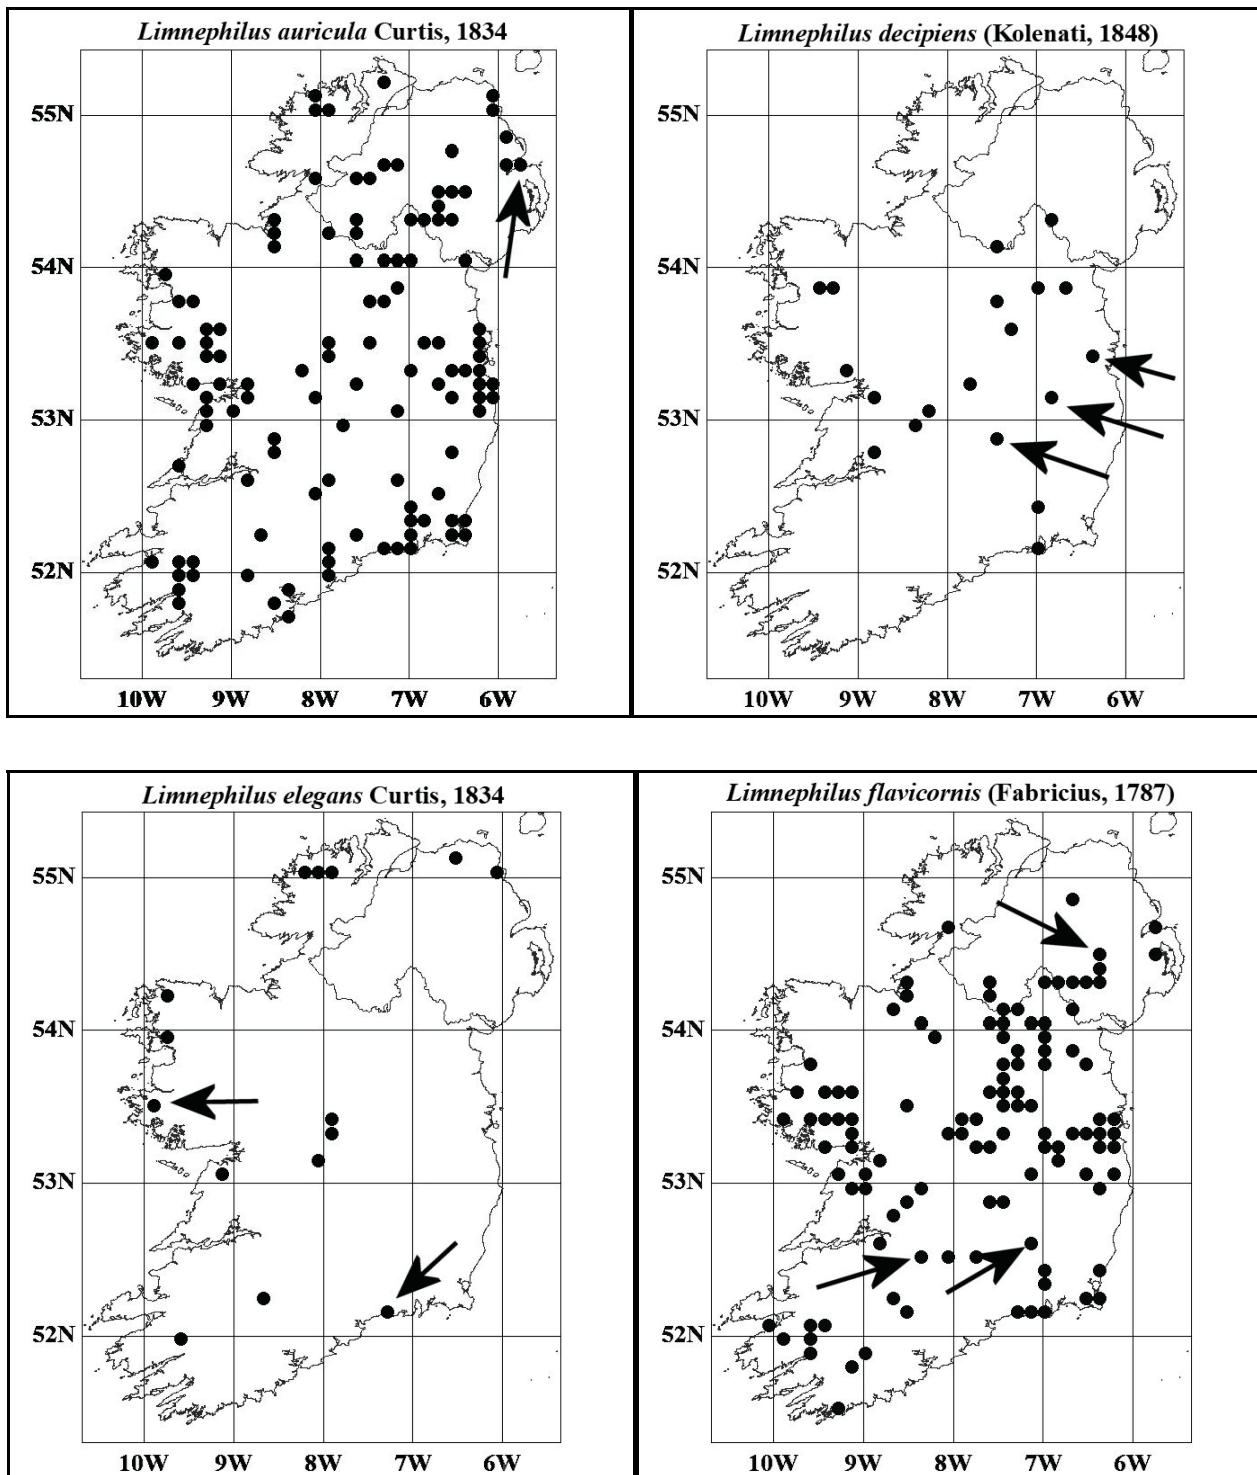 Limnephilus auricula Curtis, 1834
55N
54N
53N
52N
10W 9W 8W 7W 6W
Limnephilus decipiens (Kolenati, 1848)
55N
54N
53N
52N
10W 9W 8W 7W 6W
Limnephilus elegans Curtis, 1834
55N
54N
53N
52N
10W 9W 8W 7W 6W
Limnephilus flavicornis (Fabricius, 1787)
55N
54N
53N
52N
10W 9W 8W 7W 6W